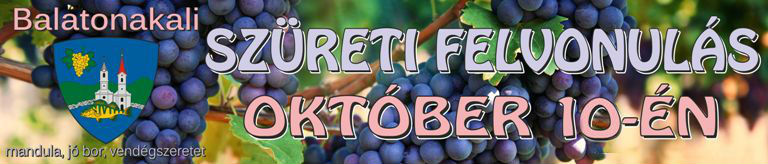 Balatonakali
SZÜRETI FELVONULÁS
OKTÓBER 10-ÉN
mandula, jó bor, vendégszeretet